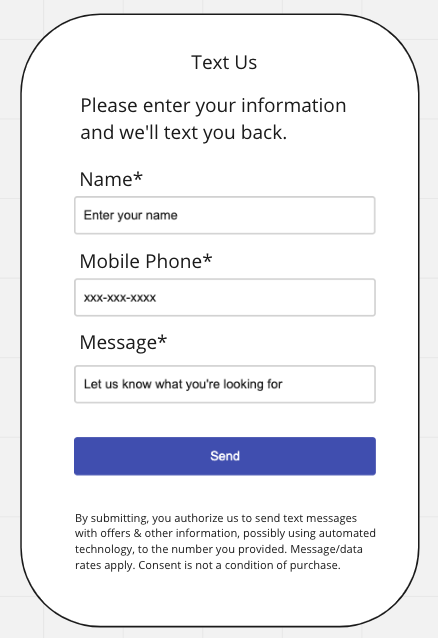 Text Us
Please enter your information
and we'll text you back.
Name*
Enter your name
Mobile Phone*
xxx-xxx-xxxx
Message*
Let us know what you're looking for
Send
By submitting, you authorize us to send text messages
with offers & other information, possibly using automated
technology, to the number you provided. Message/data
rates apply. Consent is not a condition of purchase.